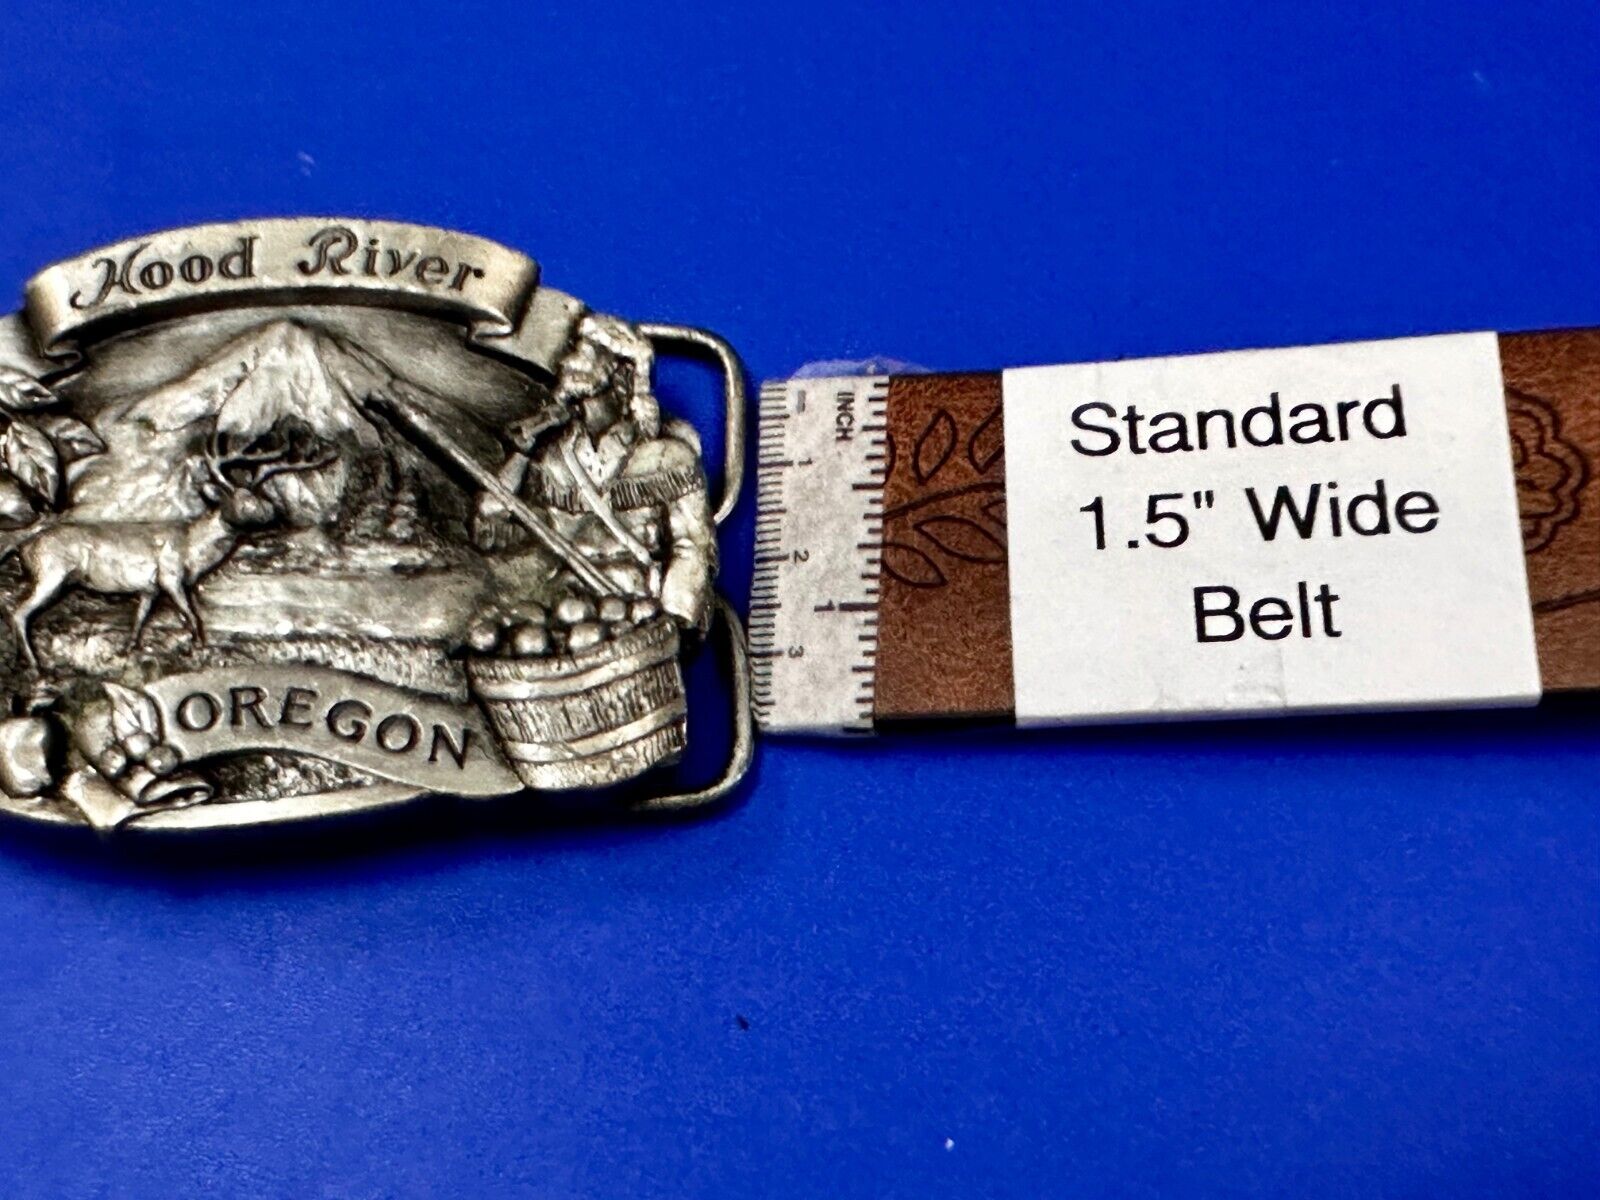 Hood River
OREGON
INCH.
1
2
3
1
Standard
1.5" Wide
Belt